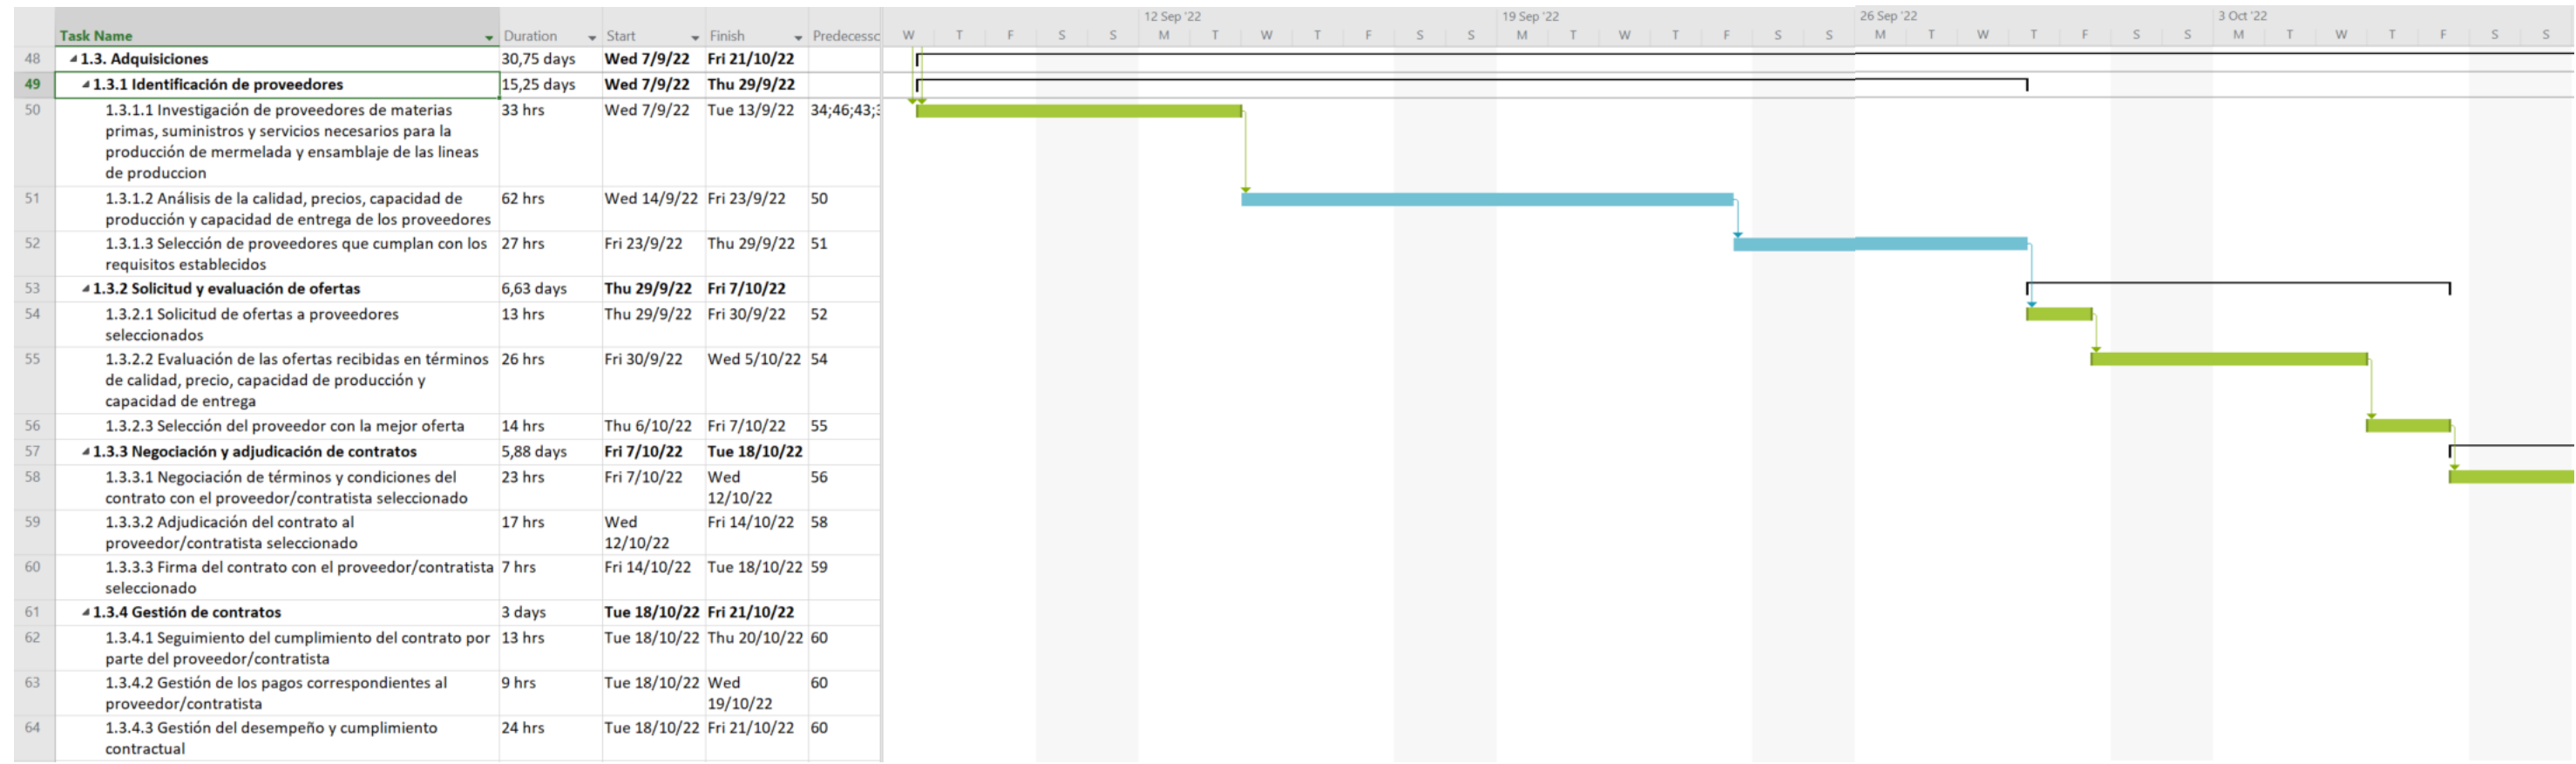 12 Sep '22 19 Sep '22 26 Sep '22 3 Oct '22
Task Name Duration Start Finish Predecessc W T F S S M T W T F S S M T W T F S S M T W T F S S M T W T F S S
48 1.3. Adquisiciones 30,75 days Wed 7/9/22 Fri 21/10/22
49 1.3.1 Identificación de proveedores 15,25 days Wed 7/9/22 Thu 29/9/22
50 1.3.1.1 Investigación de proveedores de materias 33 hrs Wed 7/9/22 Tue 13/9/22 34;46;43;
primas, suministros y servicios necesarios para la
producción de mermelada y ensamblaje de las lineas
de produccion
51 1.3.1.2 Análisis de la calidad, precios, capacidad de 62 hrs Wed 14/9/22 Fri 23/9/22 50
producción y capacidad de entrega de los proveedores
52 1.3.1.3 Selección de proveedores que cumplan con los 27 hrs Fri 23/9/22 Thu 29/9/22 51
requisitos establecidos
53 1.3.2 Solicitud y evaluación de ofertas 6,63 days Thu 29/9/22 Fri 7/10/22
54 1.3.2.1 Solicitud de ofertas a proveedores 13 hrs Thu 29/9/22 Fri 30/9/22 52
seleccionados
55 1.3.2.2 Evaluación de las ofertas recibidas en términos 26 hrs Fri 30/9/22 Wed 5/10/22 54
de calidad, precio, capacidad de producción y
capacidad de entrega
56 1.3.2.3 Selección del proveedor con la mejor oferta 14 hrs Thu 6/10/22 Fri 7/10/22 55
57 1.3.3 Negociación y adjudicación de contratos 5,88 days Fri 7/10/22 Tue 18/10/22
58 1.3.3.1 Negociación de términos y condiciones del 23 hrs Fri 7/10/22 Wed 56
contrato con el proveedor/contratista seleccionado 12/10/22
59 1.3.3.2 Adjudicación del contrato al 17 hrs Wed Fri 14/10/22 58
proveedor/contratista seleccionado 12/10/22
60 1.3.3.3 Firma del contrato con el proveedor/contratista 7 hrs Fri 14/10/22 Tue 18/10/22 59
seleccionado
61 1.3.4 Gestión de contratos 3 days Tue 18/10/22 Fri 21/10/22
62 1.3.4.1 Seguimiento del cumplimiento del contrato por 13 hrs Tue 18/10/22 Thu 20/10/22 60
parte del proveedor/contratista
63 1.3.4.2 Gestión de los pagos correspondientes al 9 hrs Tue 18/10/22 Wed 60
proveedor/contratista 19/10/22
64 1.3.4.3 Gestión del desempeño y cumplimiento 24 hrs Tue 18/10/22 Fri 21/10/22 60
contractual